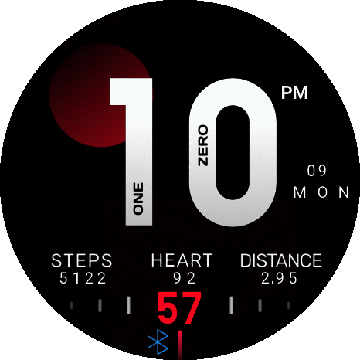 10
ONE
ZERO
PM
09
MON
STEPS HEART DISTANCE
5122 92 2.95
57